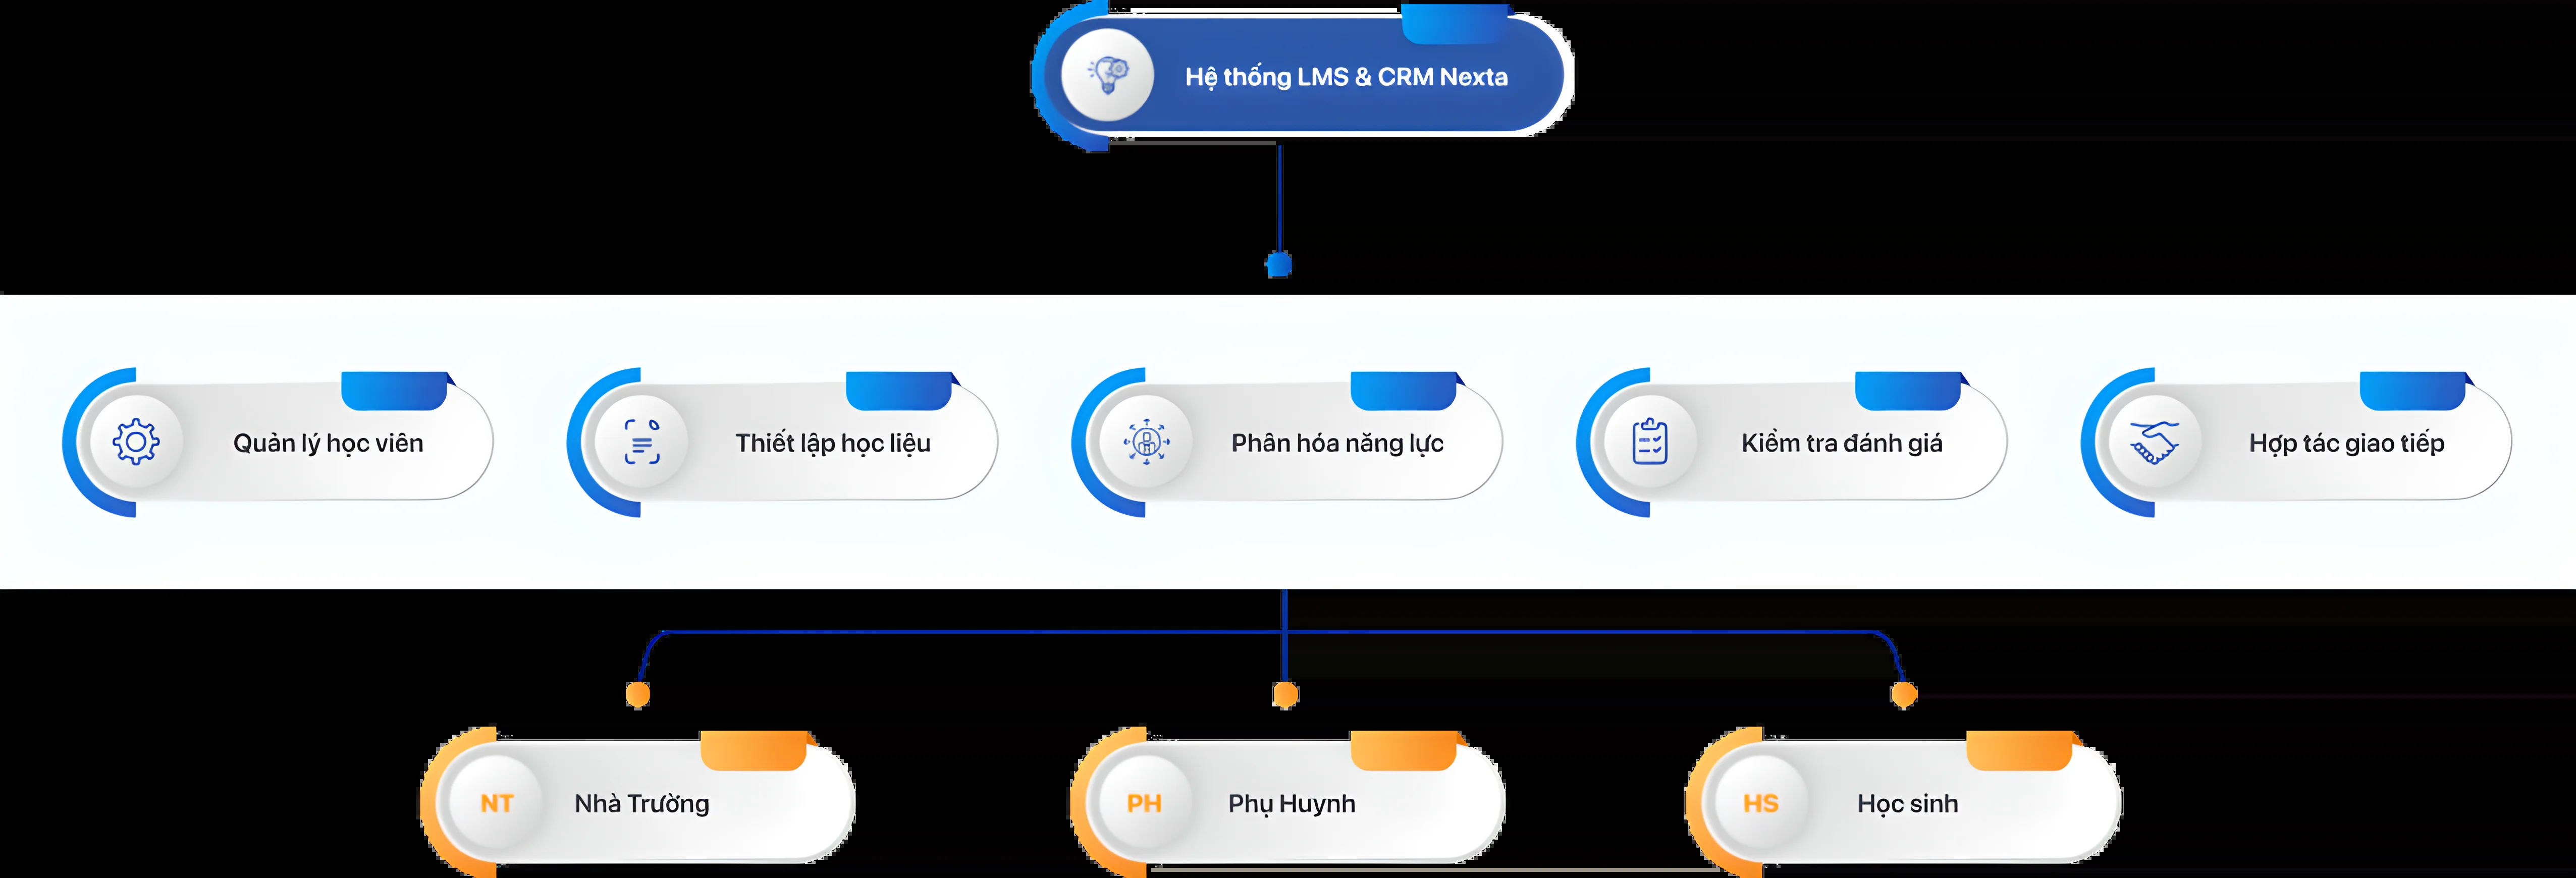 Hệ thống LMS & CRM Nexta
Quản lý học viên
Thiết lập học liệu
Phân hóa năng lực
Kiểm tra đánh giá
Hợp tác giao tiếp
NT
Nhà Trường
PH
Phụ Huynh
HS
Học sinh